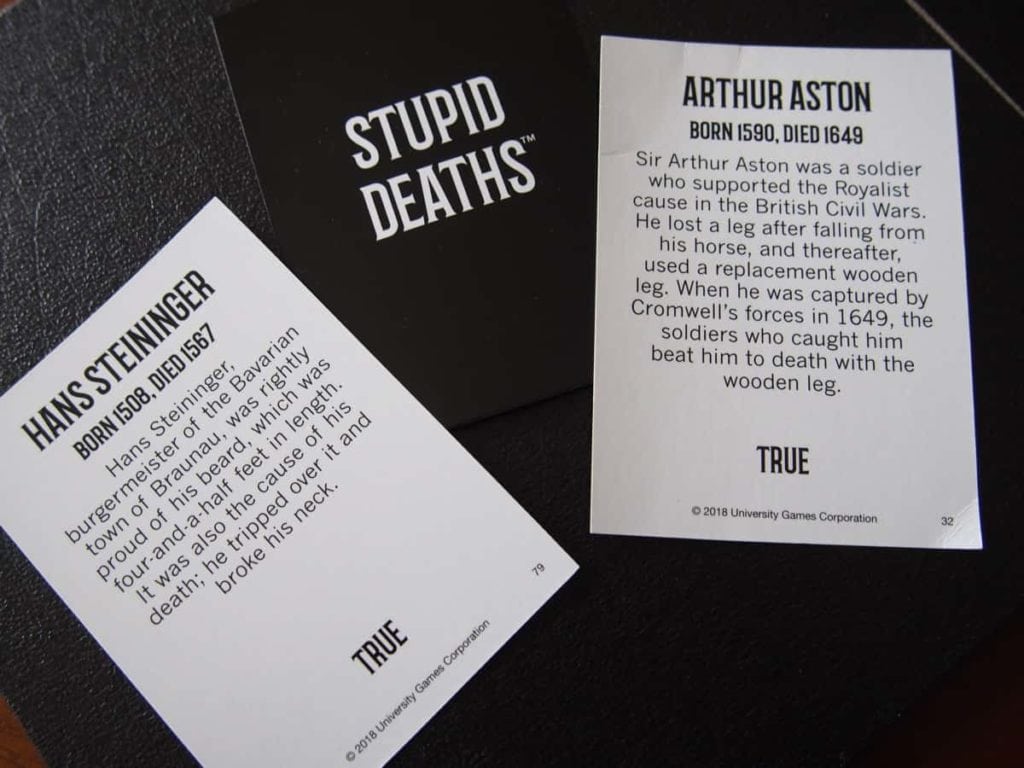 STUPID
DEATHS™
HANS STEININGER
BORN 1508, DIED 1567
Hans Steininger,
burgermeister of the Bavarian
town of Braunau, was rightly
proud of his beard, which was
four-and-a-half feet in length.
It was also the cause of his
death; he tripped over it and
broke his neck.
TRUE
© 2018 University Games Corporation
79
ARTHUR ASTON
BORN 1590, DIED 1649
Sir Arthur Aston was a soldier
who supported the Royalist
cause in the British Civil Wars.
He lost a leg after falling from
his horse, and thereafter,
used a replacement wooden
leg. When he was captured by
Cromwell's forces in 1649, the
soldiers who caught him
beat him to death with the
wooden leg.
TRUE
© 2018 University Games Corporation
32